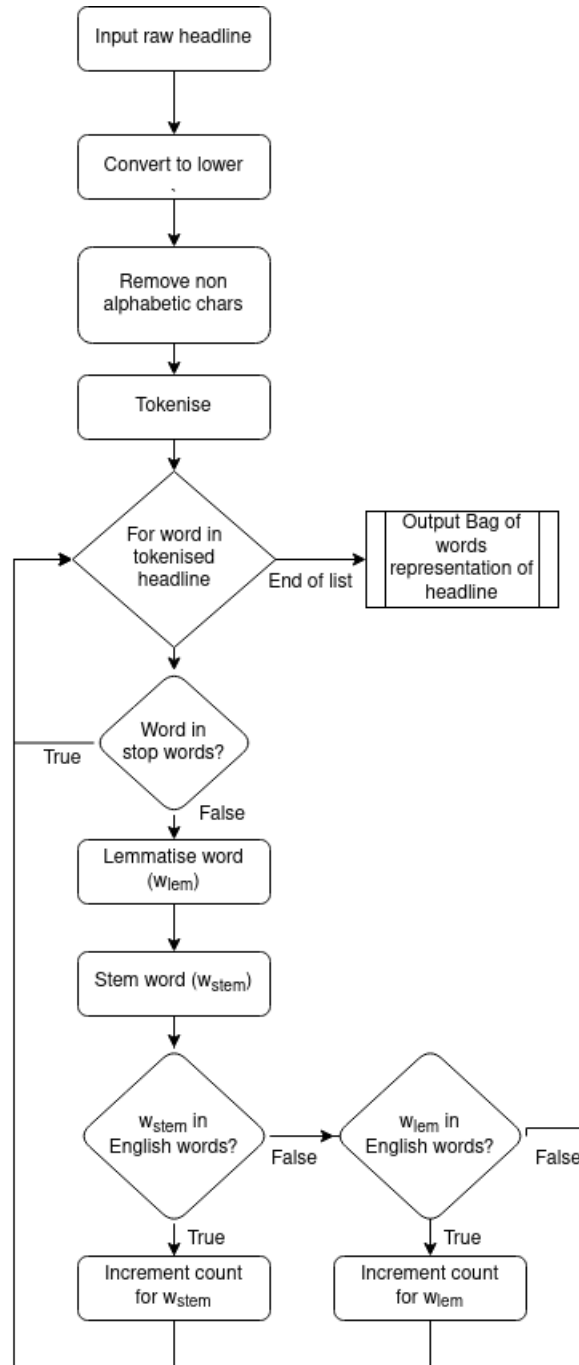 Input raw headline
Convert to lower
Remove non
alphabetic chars
Tokenise
For word in
tokenised
headline
End of list
Output Bag of
words
representation of
headline
Word in
stop words?
True
False
Lemmatise word
(wlem)
Stem word (wstem)
wstem in
English words?
False
wlem in
English words?
False
True
Increment count
for wstem
True
Increment count
for wlem